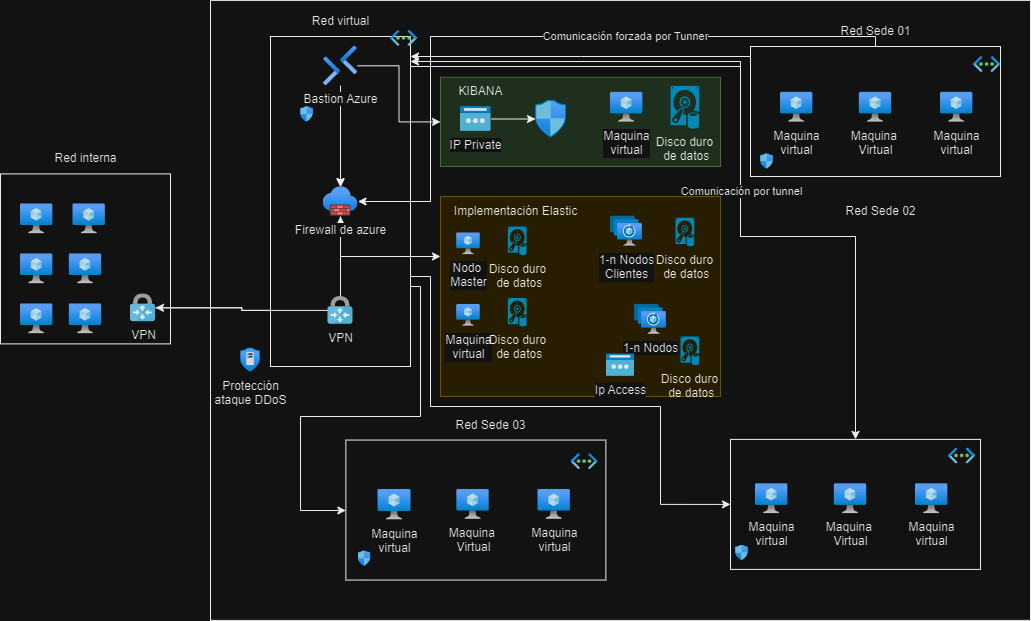 Red virtual
Comunicación forzada por Tunner
Red Sede 01
Bastion Azure
KIBANA
IP Private
Maquina
virtual
Disco duro
de datos
Maquina
virtual
Maquina
Virtual
Maquina
virtual
Red interna
Comunicación por tunnel
Firewall de azure
Implementación Elastic
Red Sede 02
Nodo
Master
Disco duro
de datos
1-n Nodos
Clientes
Disco duro
de datos
VPN
VPN
Maquina
virtual
Disco duro
de datos
1-n Nodos
Disco duro
de datos
Ip Access
Protección
ataque DDoS
Red Sede 03
Maquina
virtual
Maquina
Virtual
Maquina
virtual
Maquina
virtual
Maquina
Virtual
Maquina
virtual